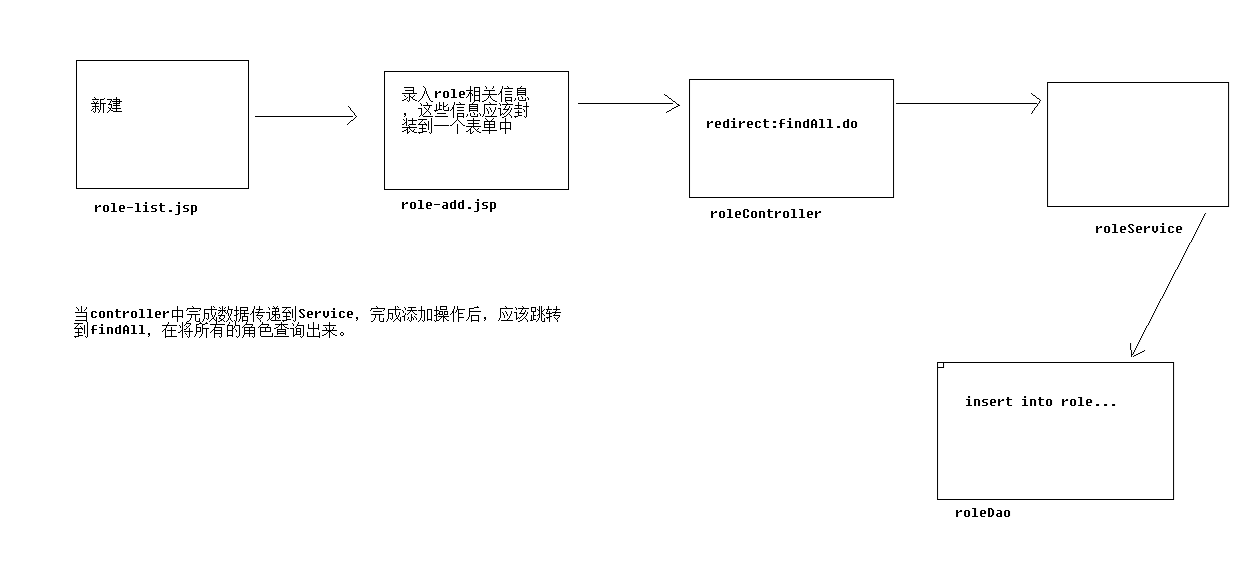 新建
role-list.jsp
录入role相关信息
，这些信息应该封
装到一个表单中
role-add.jsp
redirect:findAll.do
roleController
roleService
当controller中完成数据传递到Service，完成添加操作后，应该跳转
到findAll，在将所有的角色查询出来。
insert into role...
roleDao